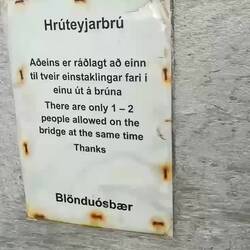 Hrúteyjarbrú
Aðeins er ráðlagt að einn
til tveir einstaklingar fari í
einu út á brúna
There are only 1 – 2
people allowed on the
bridge at the same time
Thanks
Blönduósbær